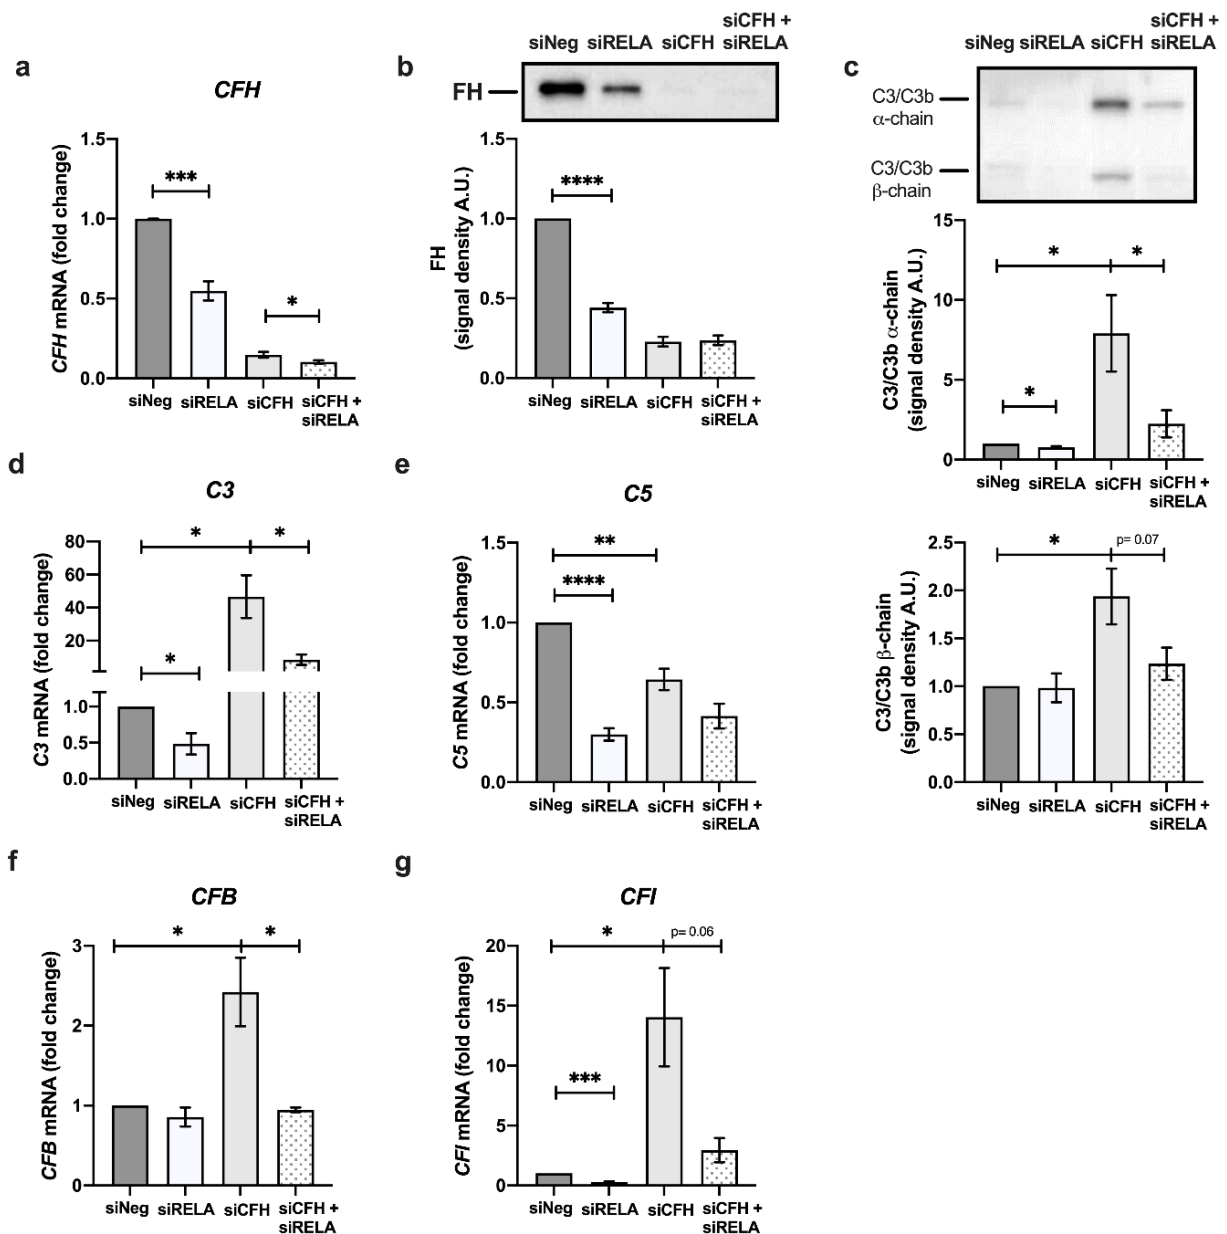 a
CFH
CFH mRNA (fold change)
1.5
1.0
0.5
0.0
***
*
siNeg
siRELA
siCFH
siCFH +
siRELA
b
siNeg
siRELA
siCFH
siCFH +
siRELA
FH
FH
(signal density A.U.)
1.5
1.0
0.5
0.0
****
siNeg
siRELA
siCFH
siCFH +
siRELA
c
siNeg
siRELA
siCFH
siCFH +
siRELA
C3/C3b
α-chain
C3/C3b
β-chain
C3/C3b α-chain
(signal density A.U.)
15
10
5
0
*
*
*
siNeg
siRELA
siCFH
siCFH +
siRELA
C3/C3b β-chain
(signal density A.U.)
2.5
2.0
1.5
1.0
0.5
0.0
*
p= 0.07
siNeg
siRELA
siCFH
siCFH +
siRELA
d
C3
C3 mRNA (fold change)
80
60
40
20
1.0
0.5
0.0
*
*
*
siNeg
siRELA
siCFH
siCFH +
siRELA
e
C5
C5 mRNA (fold change)
1.5
1.0
0.5
0.0
**
****
siNeg
siRELA
siCFH
siCFH +
siRELA
f
CFB
CFB mRNA (fold change)
3
2
1
0
*
*
siNeg
siRELA
siCFH
siCFH +
siRELA
g
CFI
CFI mRNA (fold change)
20
15
10
5
0
*
p= 0.06
***
siNeg
siRELA
siCFH
siCFH +
siRELA